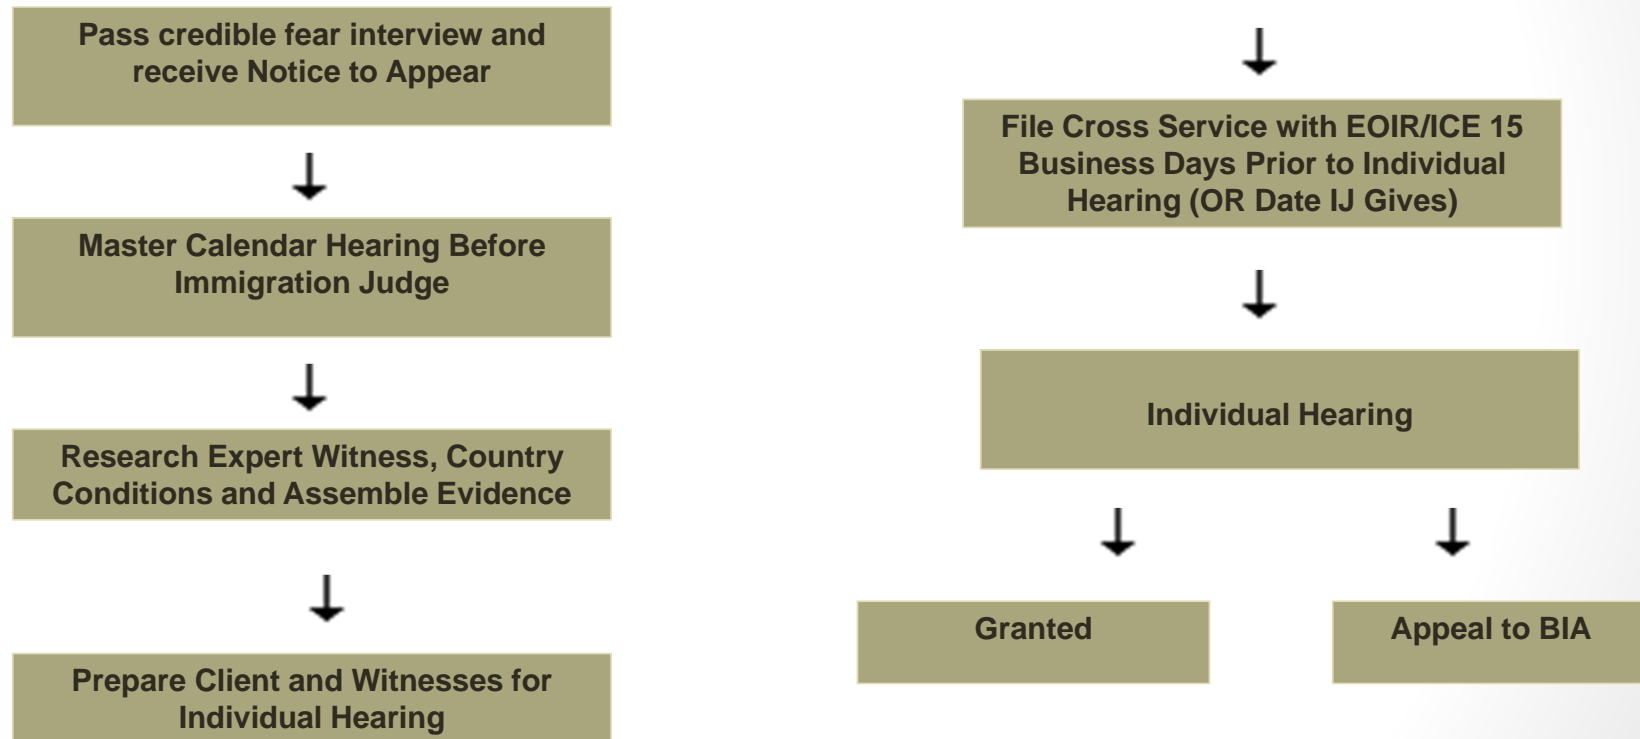 Pass credible fear interview and
receive Notice to Appear
Master Calendar Hearing Before
Immigration Judge
Research Expert Witness, Country
Conditions and Assemble Evidence
Prepare Client and Witnesses for
Individual Hearing
File Cross Service with EOIR/ICE 15
Business Days Prior to Individual
Hearing (OR Date IJ Gives)
Individual Hearing
Granted
Appeal to BIA